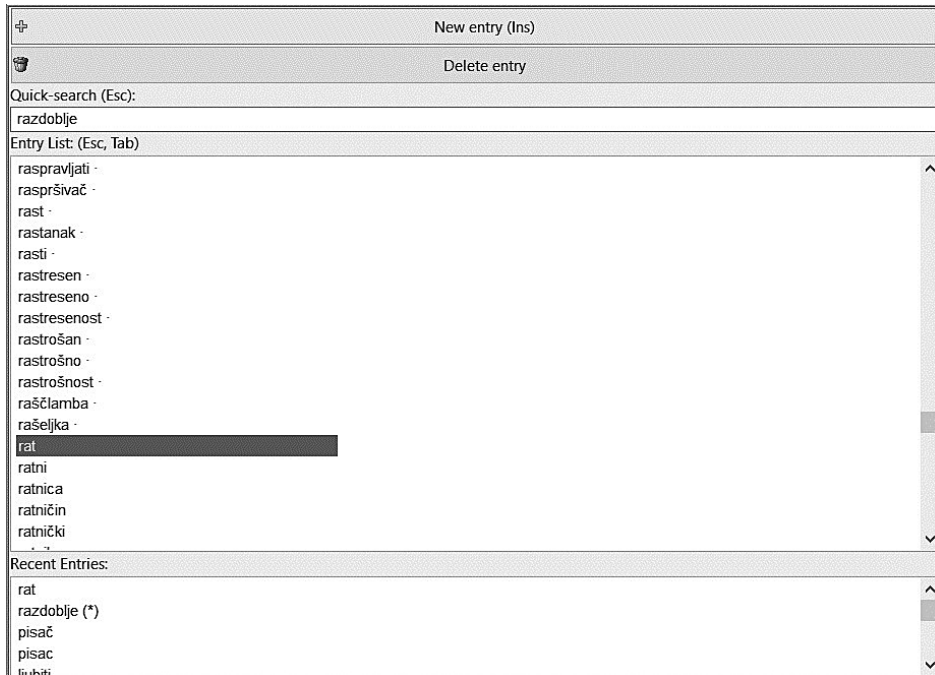 New entry (Ins)
Delete entry
Quick-search (Esc):
razdoblje
Entry List: (Esc, Tab)
raspravljati -
raspršivač -
rast -
rastanak -
rasti -
rastresen -
rastreseno -
rastresenost -
rastrošan -
rastrošno -
rastrošnost -
raščlamba -
rašeljka -
rat
ratni
ratnica
ratničin
ratnički
Recent Entries:
rat
razdoblje (*)
pisač
pisac
ljubiti